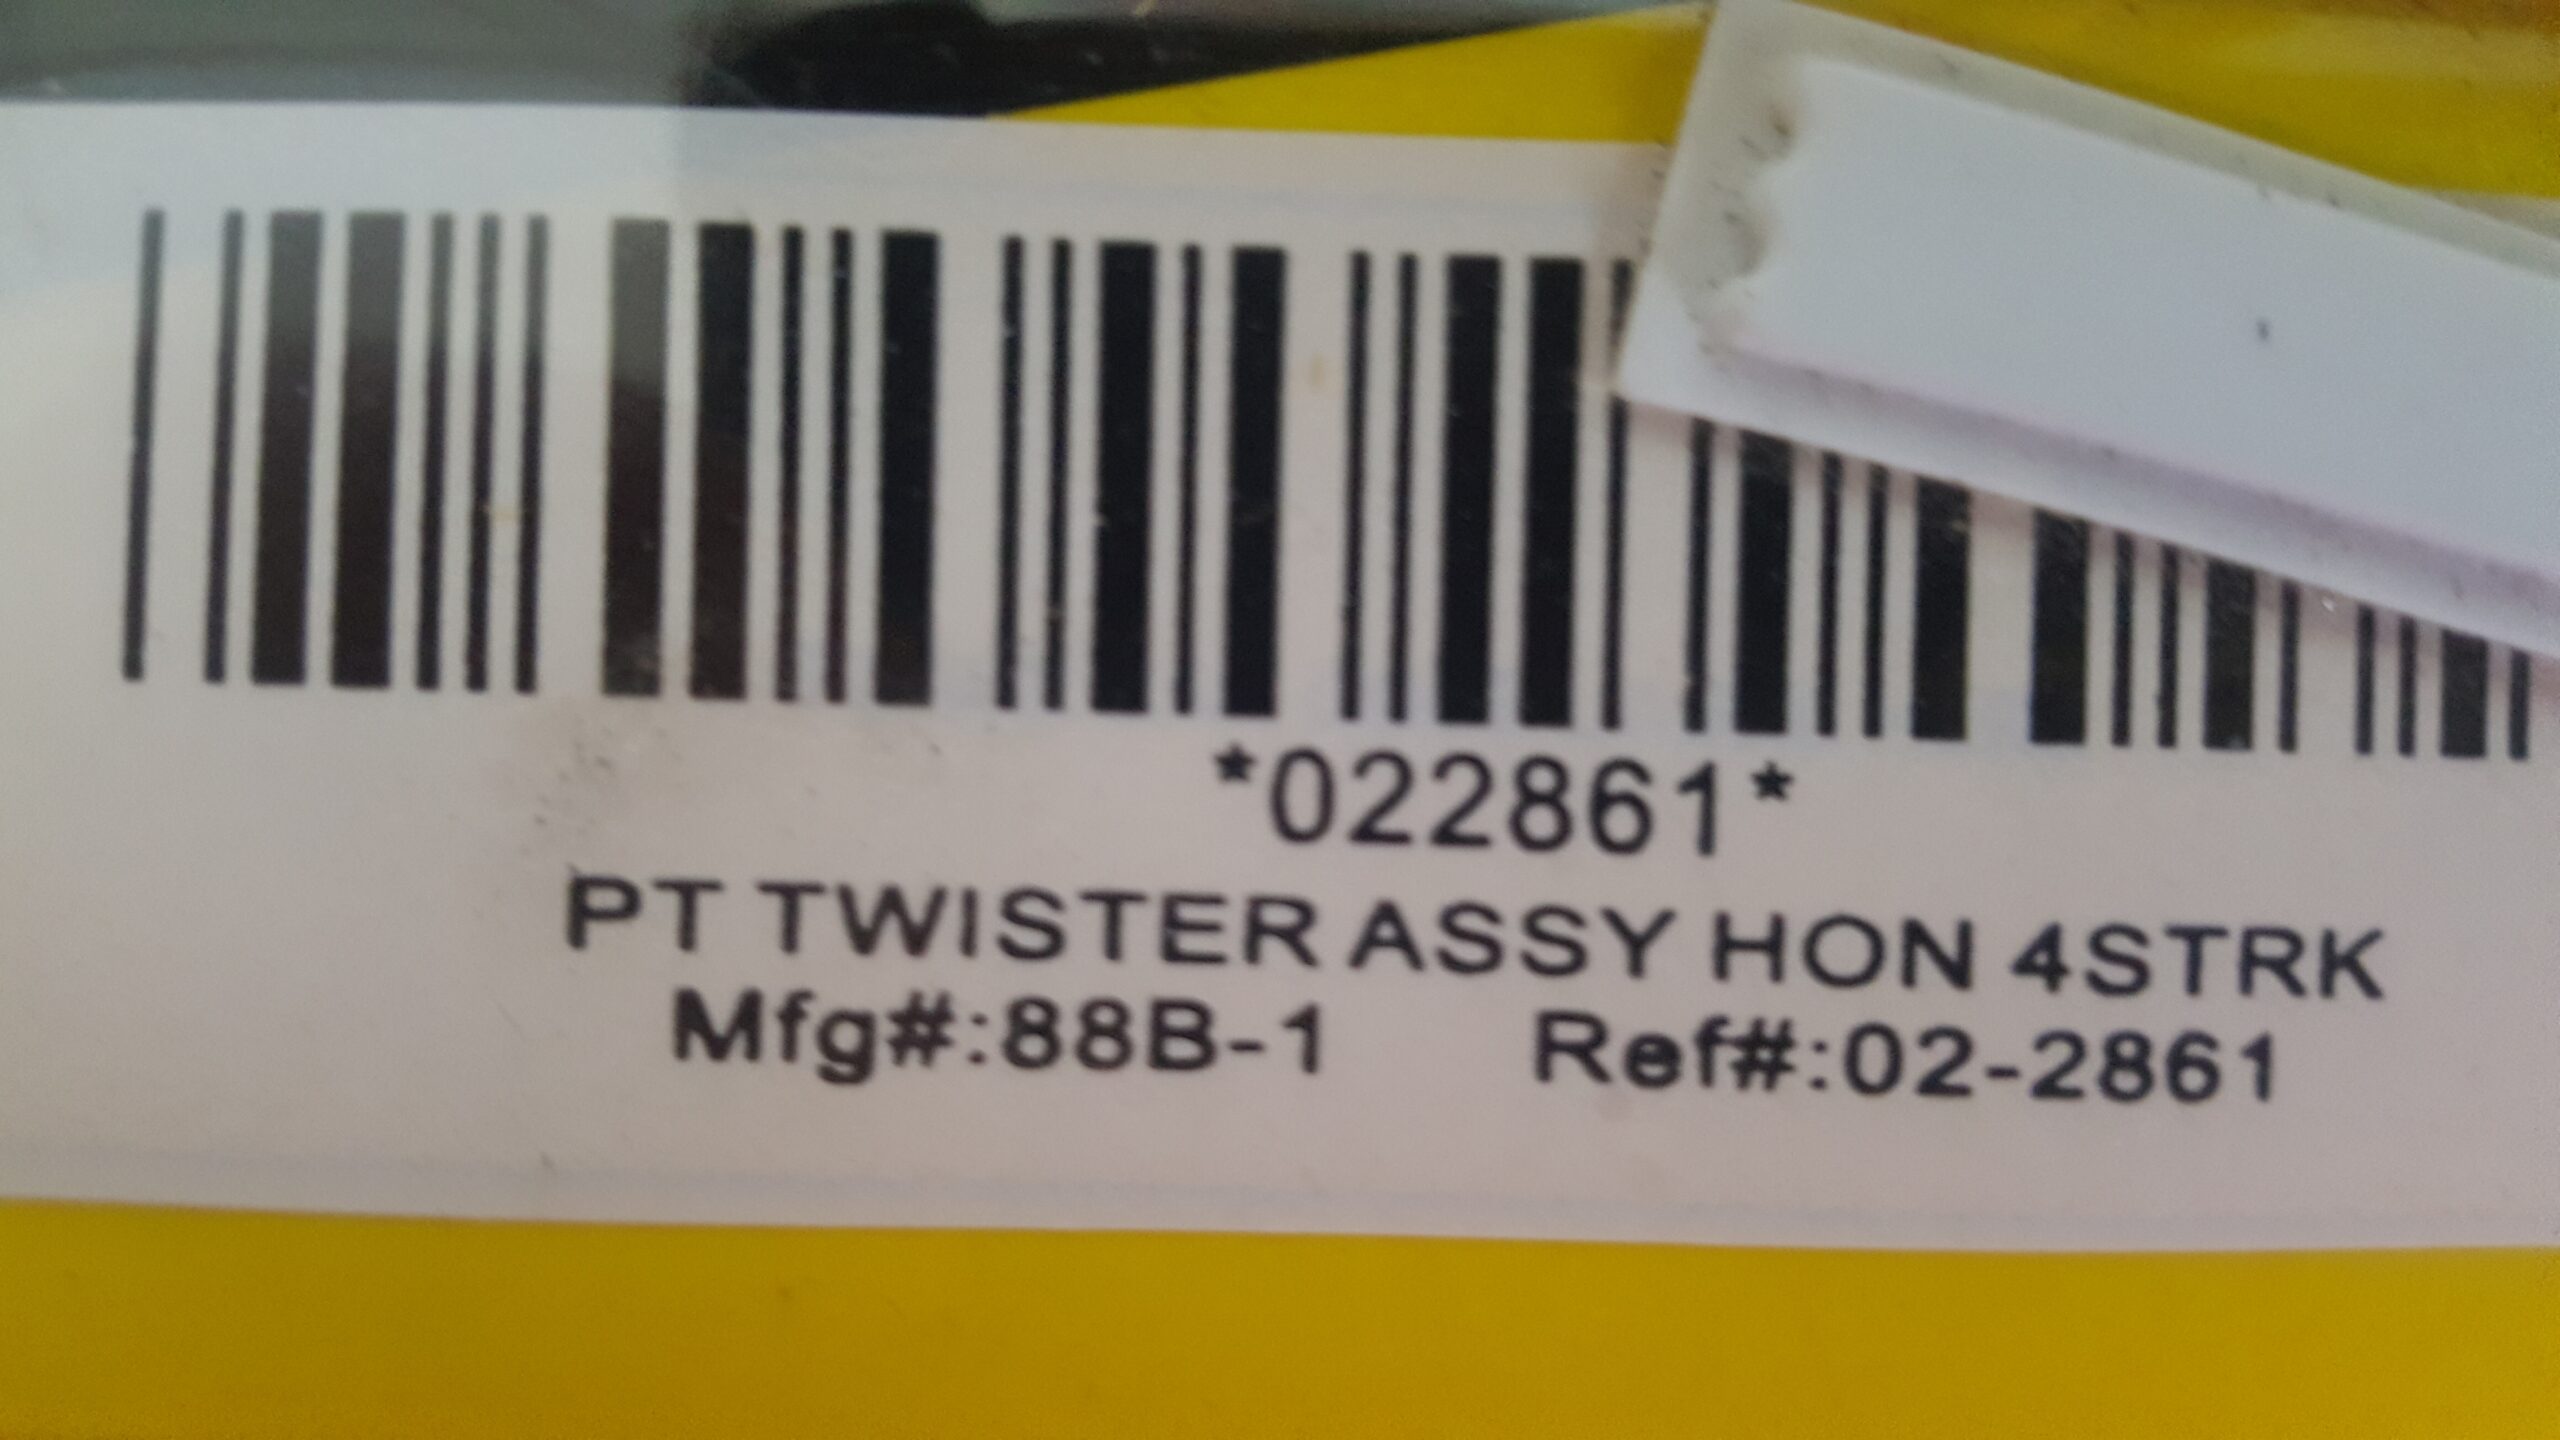 *022861*
PT TWISTER ASSY HON 4STRK
Mfg#:88B-1 Ref#:02-2861